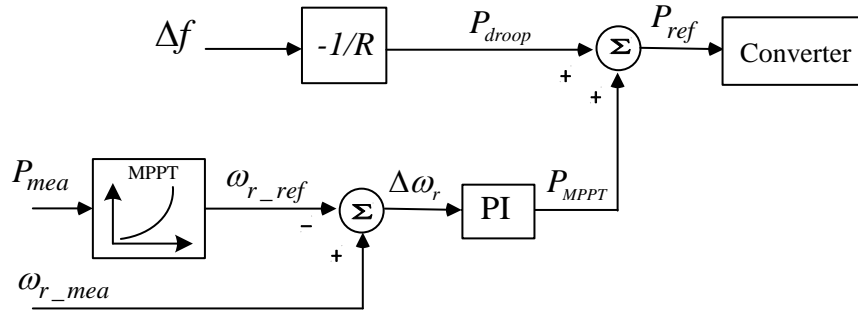 Δf
-1/R
P_droop
Σ
P_ref
Converter
+
+
P_mea
MPPT
ω_r_ref
Σ
Δω_r
PI
P_MPPT
−
+
ω_r_mea